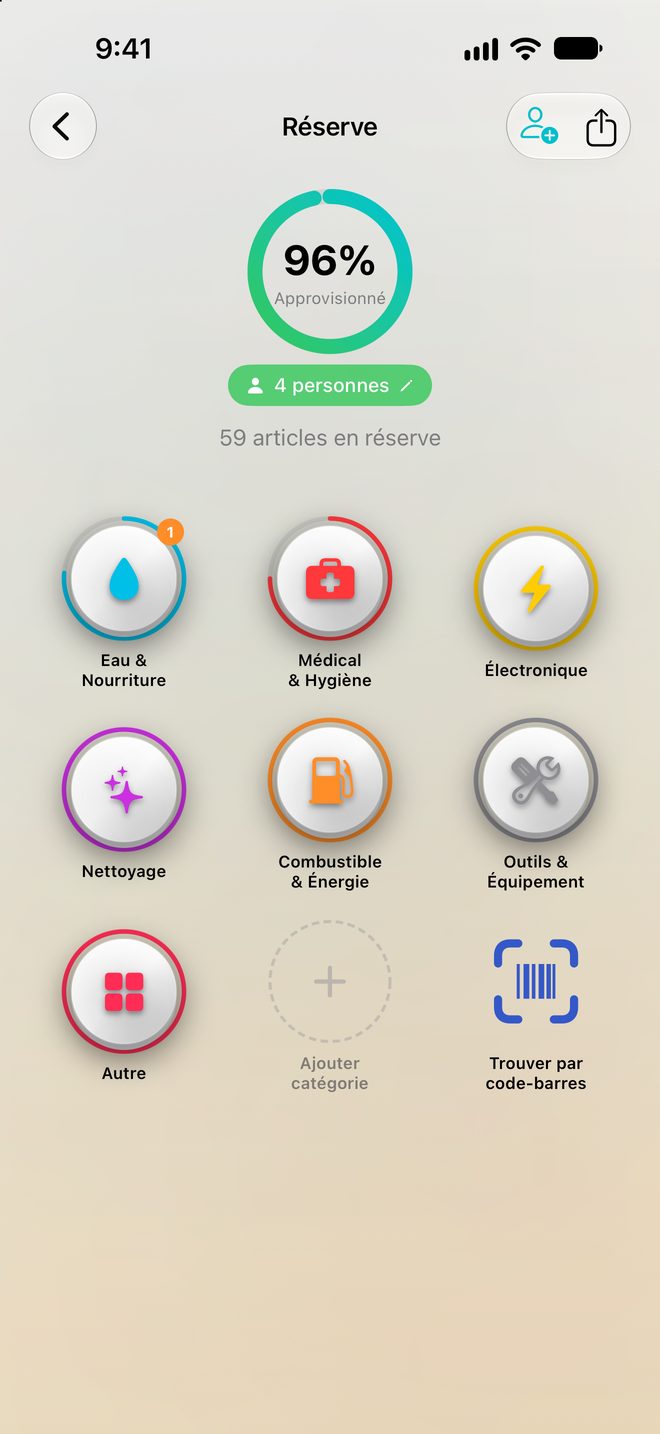 9:41
Réserve
96%
Approvisionné
4 personnes
59 articles en réserve
1
Eau &
Nourriture
Médical
& Hygiène
Électronique
Nettoyage
Combustible
& Énergie
Outils &
Équipement
Autre
Ajouter
catégorie
Trouver par
code-barres